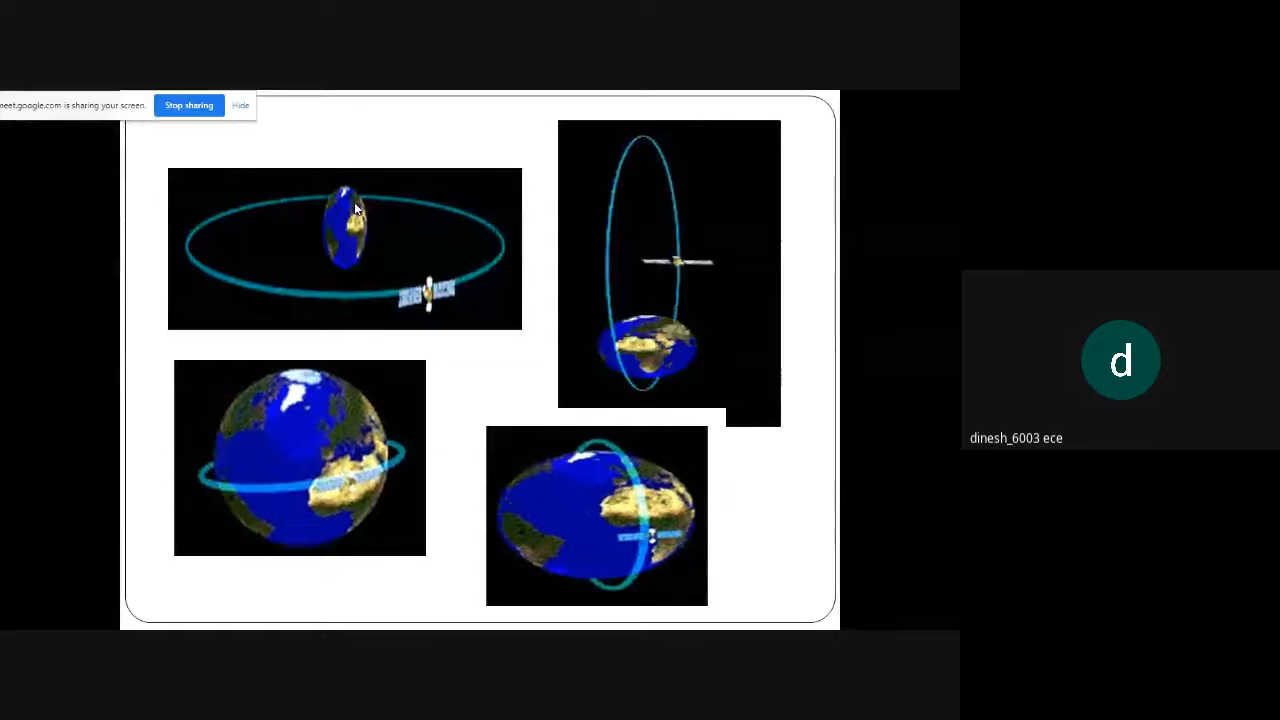 meet.google.com is sharing your screen. Stop sharing Hide
d
dinesh_6003 ece